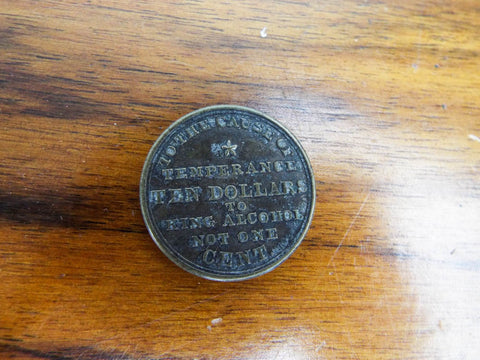 TO THE CAUSE OF
TEMPERANCE
TEN DOLLARS
TO
KING ALCOHOL
NOT ONE
CENT.